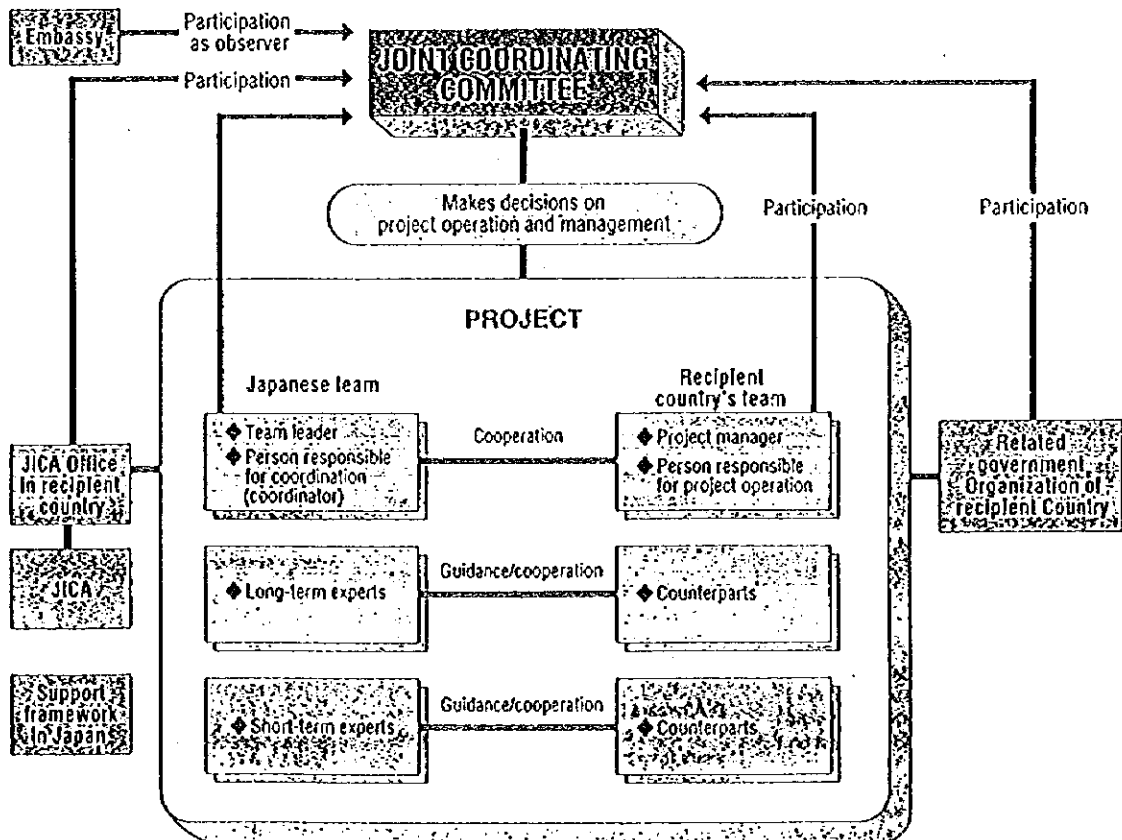 Embassy
Participation
as observer
Participation
JOINT COORDINATING
COMMITTEE
Makes decisions on
project operation and management
Participation
Participation
PROJECT
Japanese team
Recipient
country's team
◆ Team leader
◆ Person responsible
for coordination
(coordinator)
Cooperation
◆ Project manager
◆ Person responsible
for project operation
JICA Office
In recipient
country
Related
government
Organization of
recipient Country
JICA
◆ Long-term experts
Guidance/cooperation
◆ Counterparts
Support
framework
in Japan
◆ Short-term experts
Guidance/cooperation
◆ Counterparts